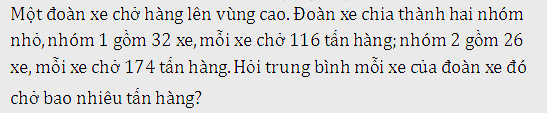 Một đoàn xe chở hàng lên vùng cao. Đoàn xe chia thành hai nhóm
nhỏ, nhóm 1 gồm 32 xe, mỗi xe chở 116 tấn hàng; nhóm 2 gồm 26
xe, mỗi xe chở 174 tấn hàng. Hỏi trung bình mỗi xe của đoàn xe đó
chở bao nhiêu tấn hàng?